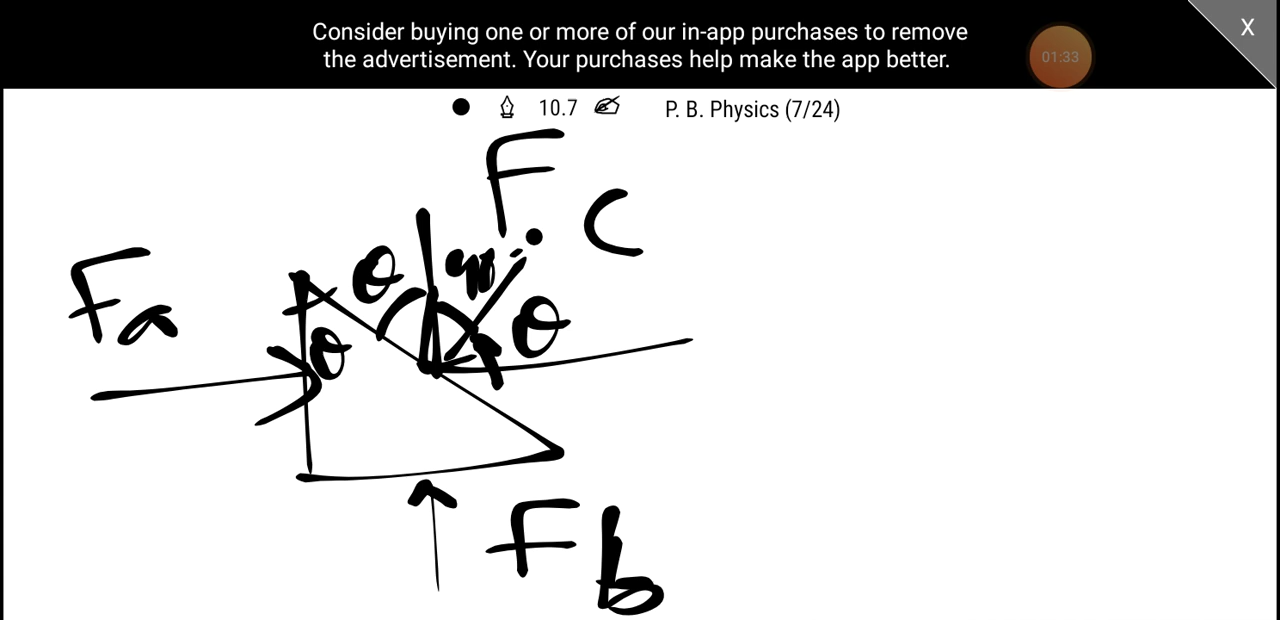 Consider buying one or more of our in-app purchases to remove
the advertisement. Your purchases help make the app better.
X
01:33
10.7 P. B. Physics (7/24)
Fc
Fa
θ
90
θ
θ
Fb